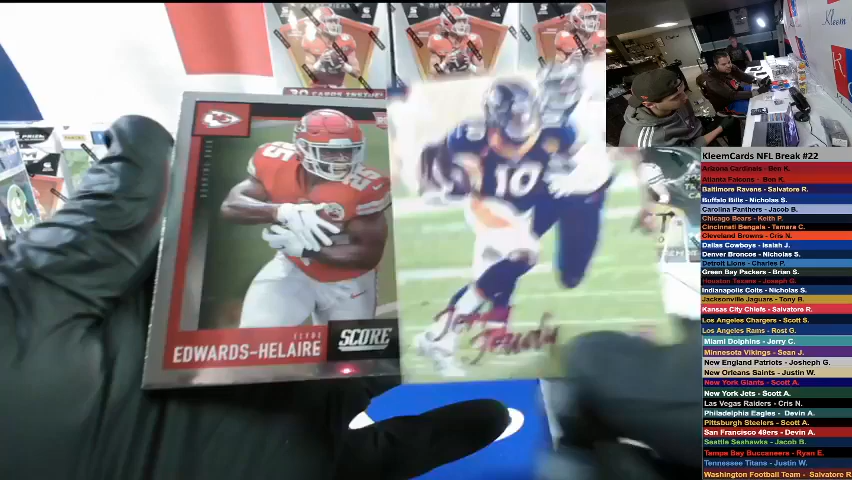 KleemCards NFL Break #22
Arizona Cardinals - Ben K.
Atlanta Falcons - Ben K.
Baltimore Ravens - Salvatore R.
Buffalo Bills - Nicholas S.
Carolina Panthers - Jacob B.
Chicago Bears - Keith P.
Cincinnati Bengals - Tamara C.
Cleveland Browns - Cris N.
Dallas Cowboys - Isaiah J.
Denver Broncos - Nicholas S.
Detroit Lions - Charles P.
Green Bay Packers - Brian S.
Houston Texans - Joseph G.
Indianapolis Colts - Nicholas S.
Jacksonville Jaguars - Tony B.
Kansas City Chiefs - Salvatore R.
Los Angeles Chargers - Scott S.
Los Angeles Rams - Rost G.
Miami Dolphins - Jerry C.
Minnesota Vikings - Sean J.
New England Patriots - Josheph G.
New Orleans Saints - Justin W.
New York Giants - Scott A.
New York Jets - Scott A.
Las Vegas Raiders - Cris N.
Philadelphia Eagles - Devin A.
Pittsburgh Steelers - Scott A.
San Francisco 49ers - Devin A.
Seattle Seahawks - Jacob B.
Tampa Bay Buccaneers - Ryan E.
Tennessee Titans - Justin W.
Washington Football Team - Salvatore R
Kleem
25
10
CLYDE
EDWARDS-HELAIRE
SCORE
Jerry
Jeudy